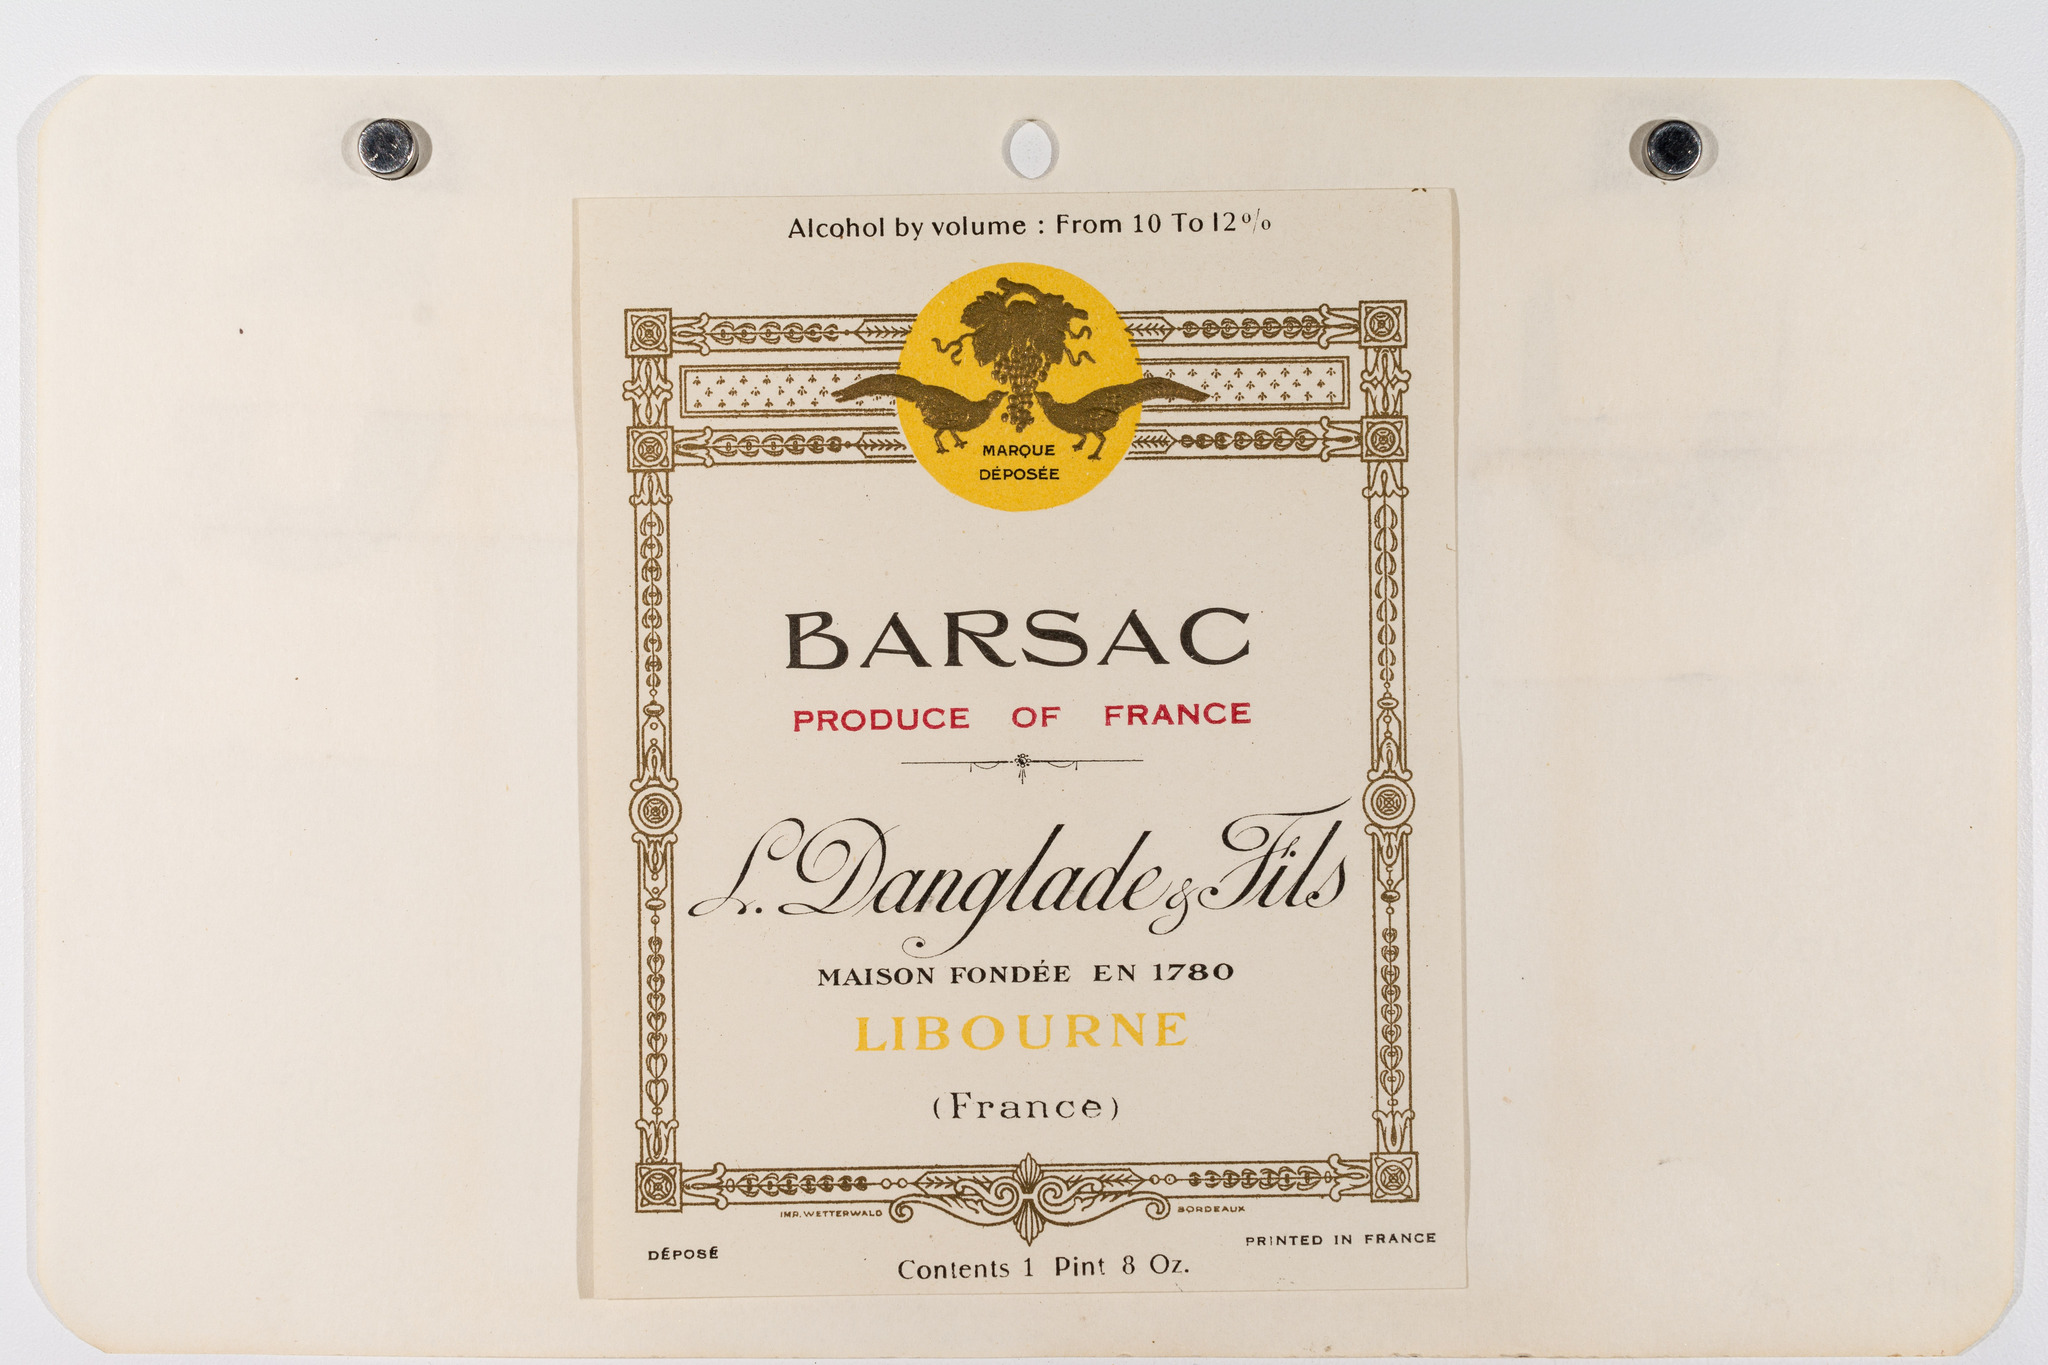 Alcohol by volume : From 10 To 12%
MARQUE
DÉPOSÉE
BARSAC
PRODUCE OF FRANCE
L. Danglade & Fils
MAISON FONDÉE EN 1780
LIBOURNE
(France)
IMP. WETTERWALD BORDEAUX
DÉPOSÉ PRINTED IN FRANCE
Contents 1 Pint 8 Oz.